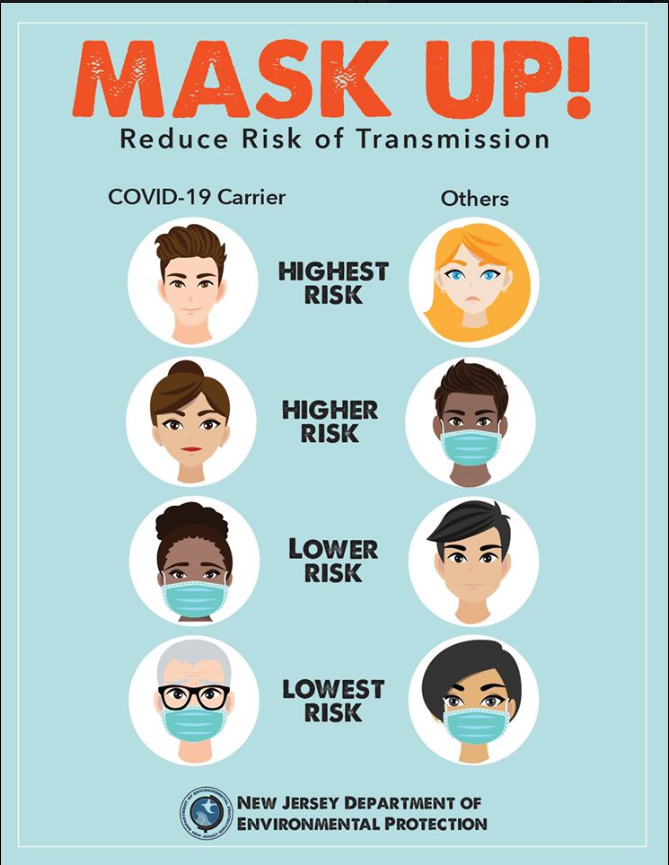 MASK UP!
Reduce Risk of Transmission
COVID-19 Carrier
Others
HIGHEST
RISK
HIGHER
RISK
LOWER
RISK
LOWEST
RISK
NEW JERSEY DEPARTMENT OF
ENVIRONMENTAL PROTECTION